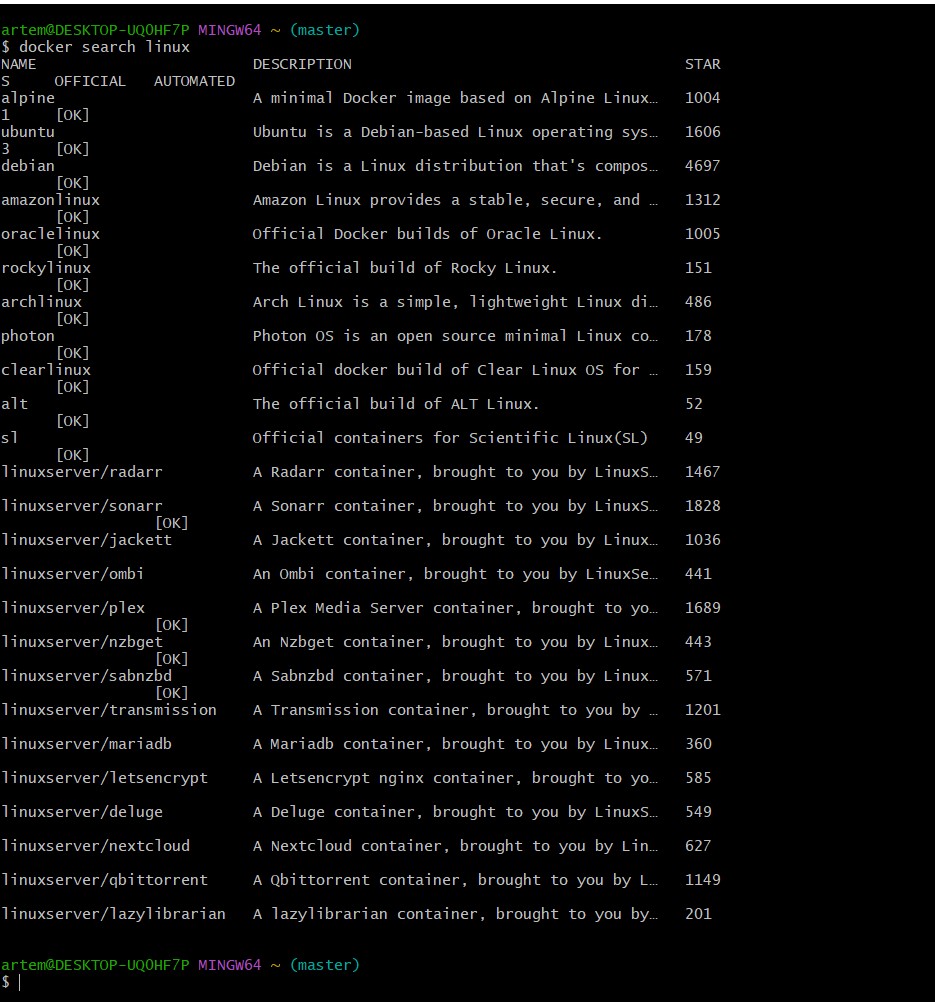 artem@DESKTOP-UQ0HF7P MINGW64 ~ (master)
$ docker search linux
NAME                        DESCRIPTION                                     STAR
S     OFFICIAL   AUTOMATED
alpine                      A minimal Docker image based on Alpine Linux…   1004
1     [OK]
ubuntu                      Ubuntu is a Debian-based Linux operating sys…   1606
3     [OK]
debian                      Debian is a Linux distribution that's compos…   4697
      [OK]
amazonlinux                 Amazon Linux provides a stable, secure, and …   1312
      [OK]
oraclelinux                 Official Docker builds of Oracle Linux.         1005
      [OK]
rockylinux                  The official build of Rocky Linux.              151
      [OK]
archlinux                   Arch Linux is a simple, lightweight Linux di…   486
      [OK]
photon                      Photon OS is an open source minimal Linux co…   178
      [OK]
clearlinux                  Official docker build of Clear Linux OS for …   159
      [OK]
alt                         The official build of ALT Linux.                52
      [OK]
sl                          Official containers for Scientific Linux(SL)    49
      [OK]
linuxserver/radarr          A Radarr container, brought to you by LinuxS…   1467
linuxserver/sonarr          A Sonarr container, brought to you by LinuxS…   1828
                 [OK]
linuxserver/jackett         A Jackett container, brought to you by Linux…   1036
linuxserver/ombi            An Ombi container, brought to you by LinuxSe…   441
linuxserver/plex            A Plex Media Server container, brought to yo…   1689
                 [OK]
linuxserver/nzbget          An Nzbget container, brought to you by Linux…   443
                 [OK]
linuxserver/sabnzbd         A Sabnzbd container, brought to you by Linux…   571
                 [OK]
linuxserver/transmission    A Transmission container, brought to you by …   1201
linuxserver/mariadb         A Mariadb container, brought to you by Linux…   360
linuxserver/letsencrypt     A Letsencrypt nginx container, brought to yo…   585
linuxserver/deluge          A Deluge container, brought to you by LinuxS…   549
linuxserver/nextcloud       A Nextcloud container, brought to you by Lin…   627
linuxserver/qbittorrent     A Qbittorrent container, brought to you by L…   1149
linuxserver/lazylibrarian   A lazylibrarian container, brought to you by…   201
artem@DESKTOP-UQ0HF7P MINGW64 ~ (master)
$